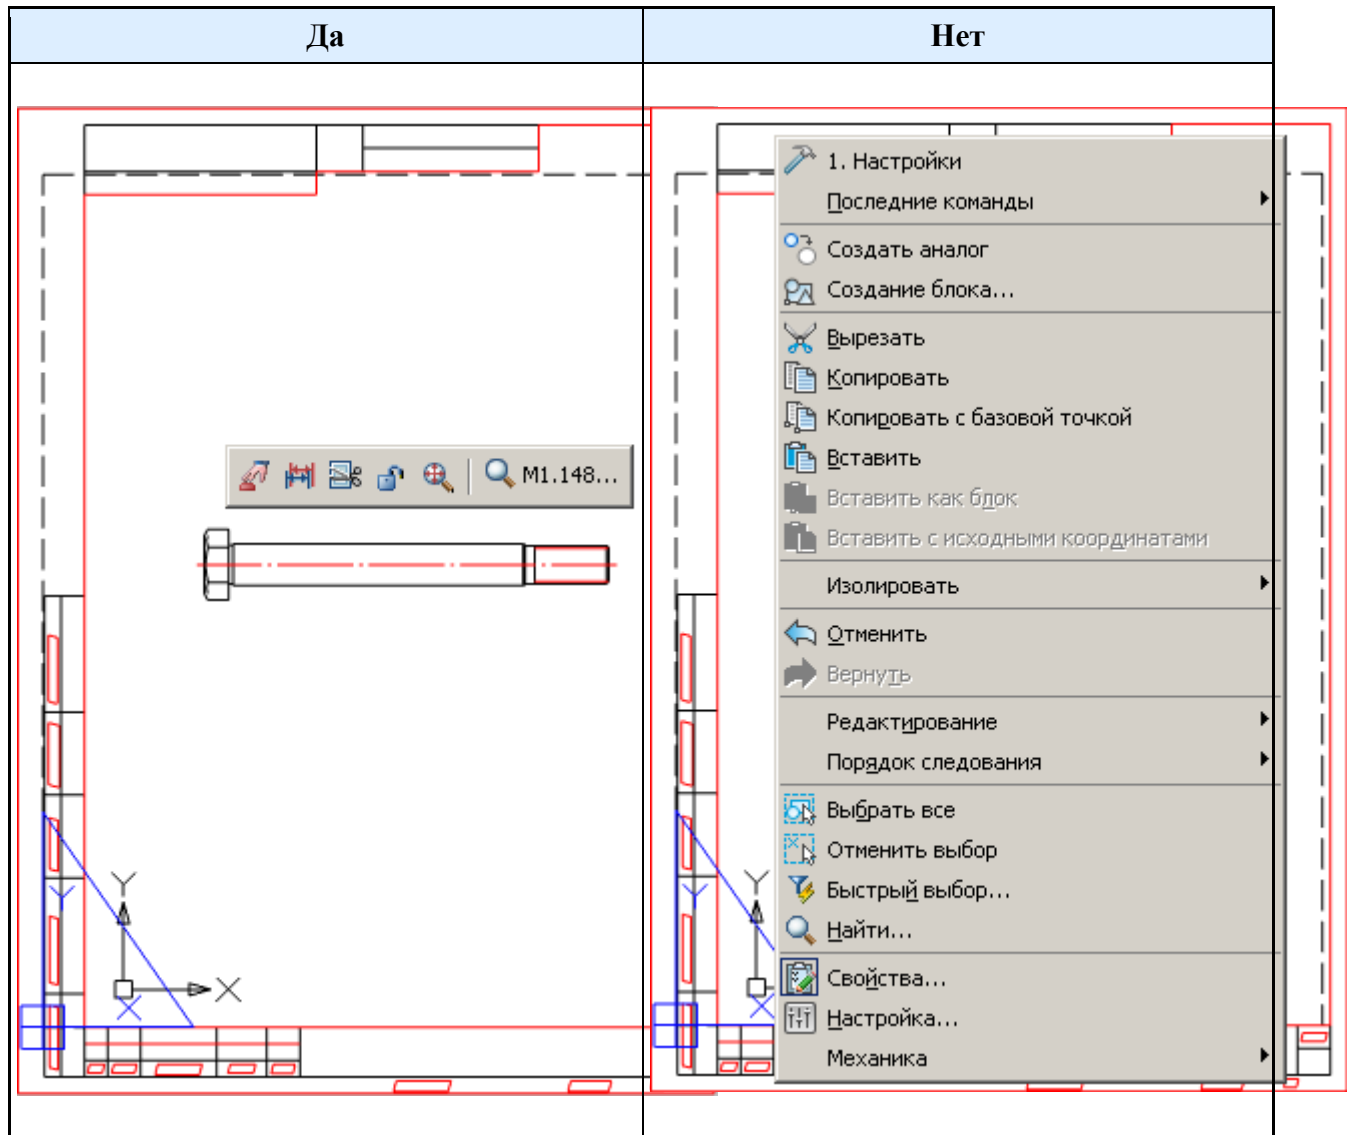 Да
Нет
М1.148...
Y
X
Y
X
1. Настройки
Последние команды
Создать аналог
Создание блока...
Вырезать
Копировать
Копировать с базовой точкой
Вставить
Вставить как блок
Вставить с исходными координатами
Изолировать
Отменить
Вернуть
Редактирование
Порядок следования
Выбрать все
Отменить выбор
Быстрый выбор...
Найти...
Свойства...
Настройка...
Механика
Y
Y
X